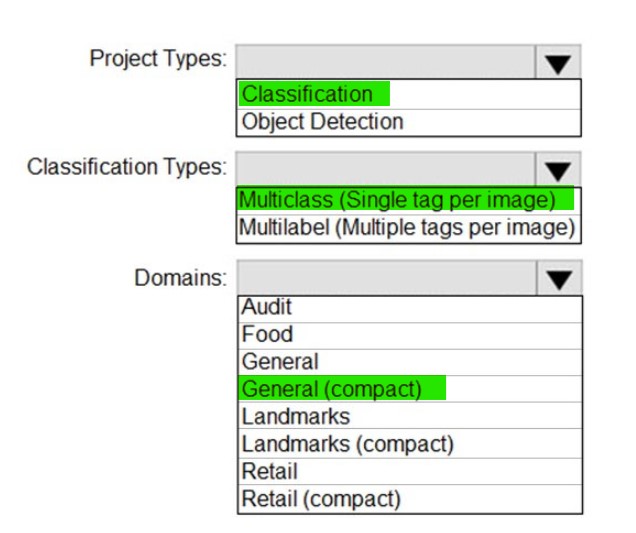 Project Types:
Classification
Object Detection
Classification Types:
Multiclass (Single tag per image)
Multilabel (Multiple tags per image)
Domains:
Audit
Food
General
General (compact)
Landmarks
Landmarks (compact)
Retail
Retail (compact)